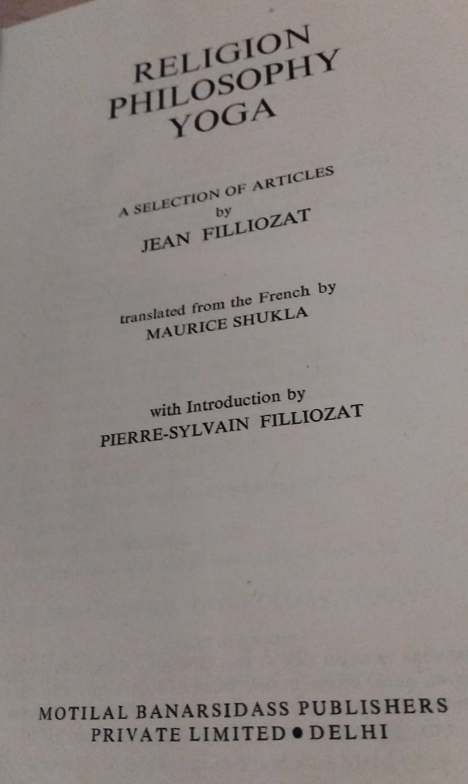 RELIGION
PHILOSOPHY
YOGA
A SELECTION OF ARTICLES
by
JEAN FILLIOZAT
translated from the French by
MAURICE SHUKLA
with Introduction by
PIERRE-SYLVAIN FILLIOZAT
MOTILAL BANARSIDASS PUBLISHERS
PRIVATE LIMITED ● DELHI